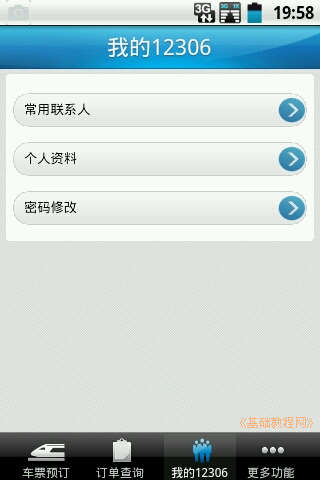 3G 19:58
我的12306
常用联系人
个人资料
密码修改
《基础教程网》
车票预订 订单查询 我的12306 更多功能